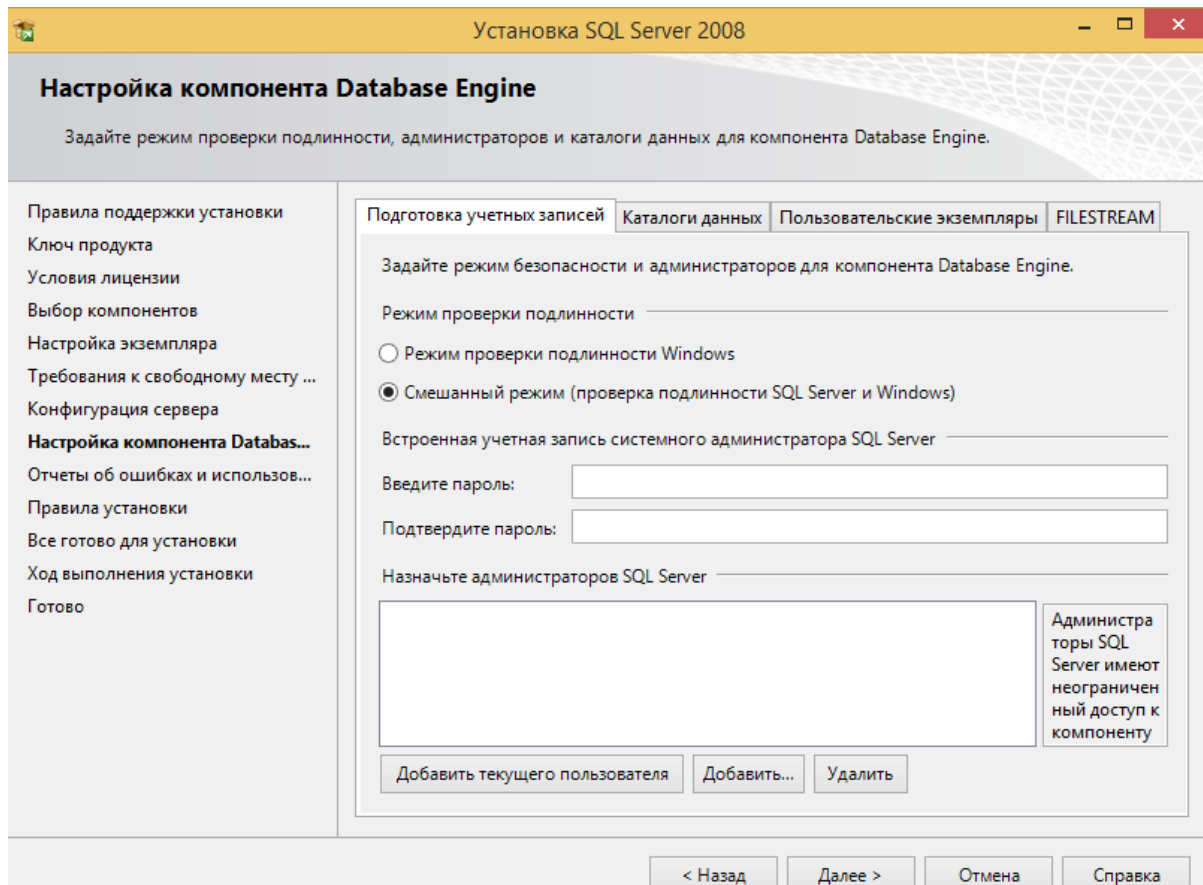 Установка SQL Server 2008
Настройка компонента Database Engine
Задайте режим проверки подлинности, администраторов и каталоги данных для компонента Database Engine.
Правила поддержки установки
Ключ продукта
Условия лицензии
Выбор компонентов
Настройка экземпляра
Требования к свободному месту ...
Конфигурация сервера
Настройка компонента Databas...
Отчеты об ошибках и использов...
Правила установки
Все готово для установки
Ход выполнения установки
Готово
Подготовка учетных записей Каталоги данных Пользовательские экземпляры FILESTREAM
Задайте режим безопасности и администраторов для компонента Database Engine.
Режим проверки подлинности
Режим проверки подлинности Windows
Смешанный режим (проверка подлинности SQL Server и Windows)
Встроенная учетная запись системного администратора SQL Server
Введите пароль:
Подтвердите пароль:
Назначьте администраторов SQL Server
Администра
торы SQL
Server имеют
неограничен
ный доступ к
компоненту
Добавить текущего пользователя Добавить... Удалить
< Назад Далее > Отмена Справка